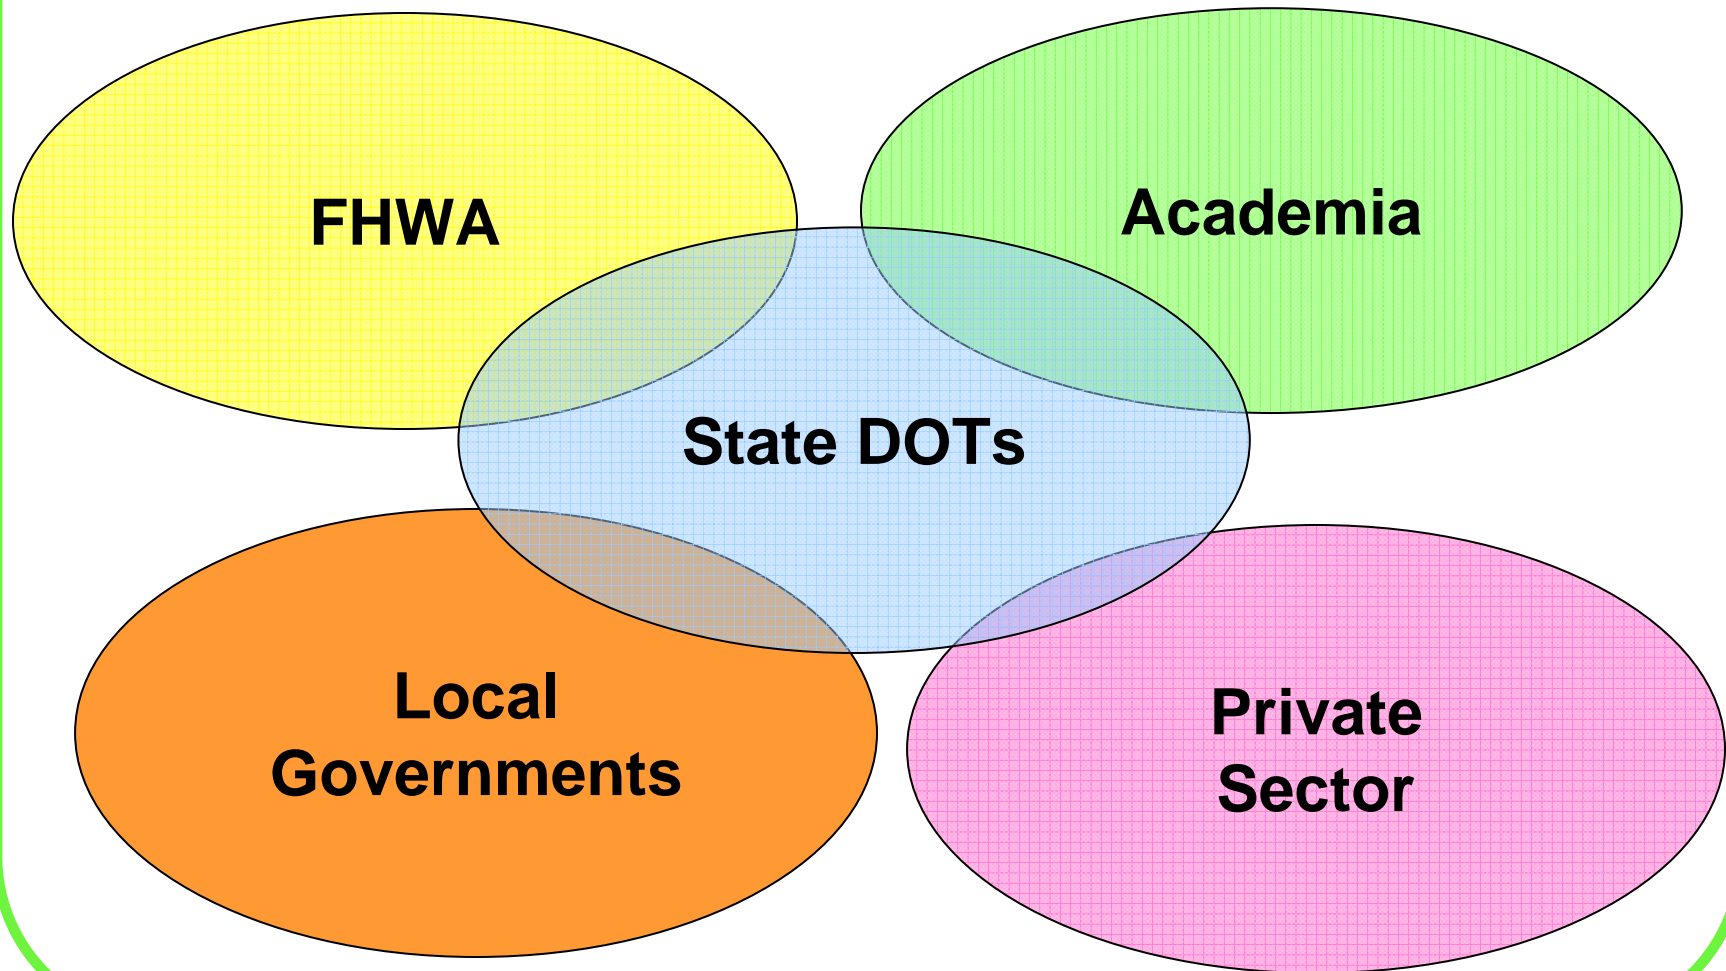 FHWA
Academia
State DOTs
Local
Governments
Private
Sector